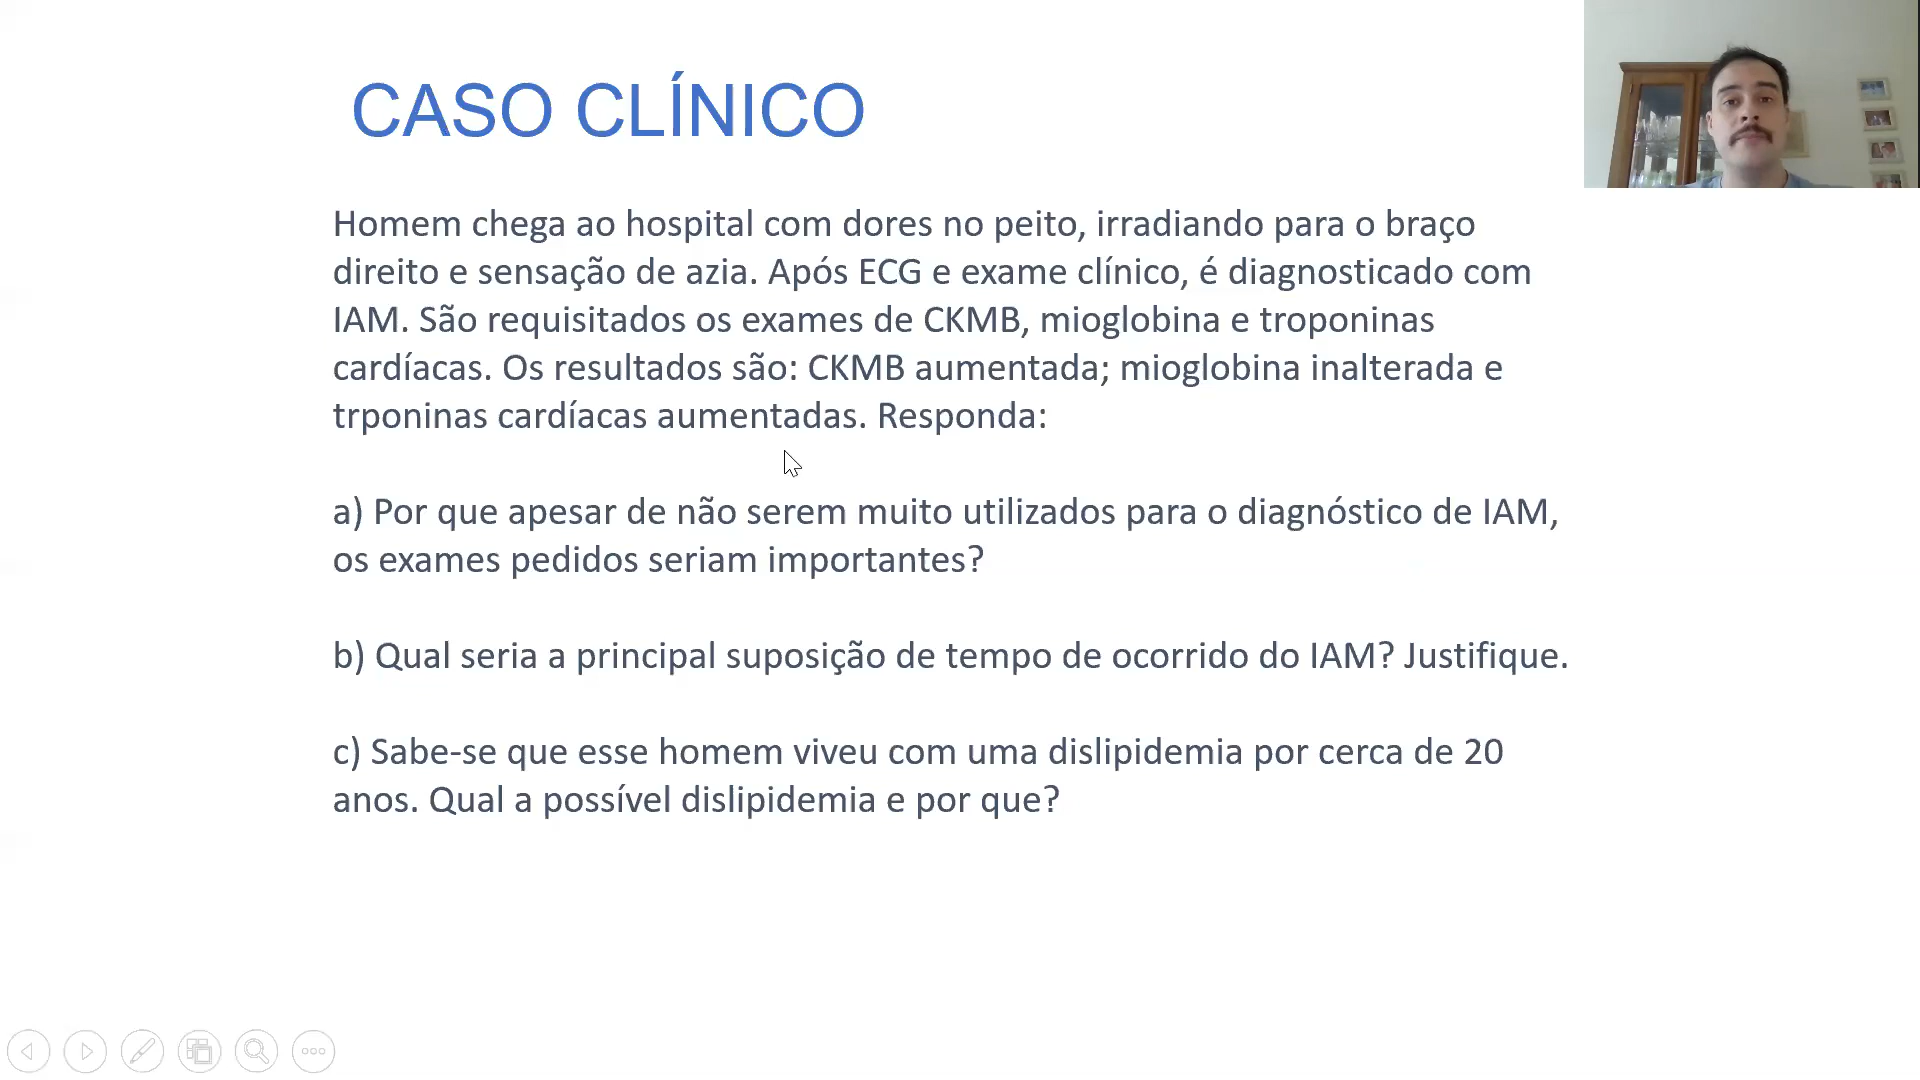 CASO CLÍNICO
Homem chega ao hospital com dores no peito, irradiando para o braço
direito e sensação de azia. Após ECG e exame clínico, é diagnosticado com
IAM. São requisitados os exames de CKMB, mioglobina e troponinas
cardíacas. Os resultados são: CKMB aumentada; mioglobina inalterada e
trponinas cardíacas aumentadas. Responda:
a) Por que apesar de não serem muito utilizados para o diagnóstico de IAM,
os exames pedidos seriam importantes?
b) Qual seria a principal suposição de tempo de ocorrido do IAM? Justifique.
c) Sabe-se que esse homem viveu com uma dislipidemia por cerca de 20
anos. Qual a possível dislipidemia e por que?